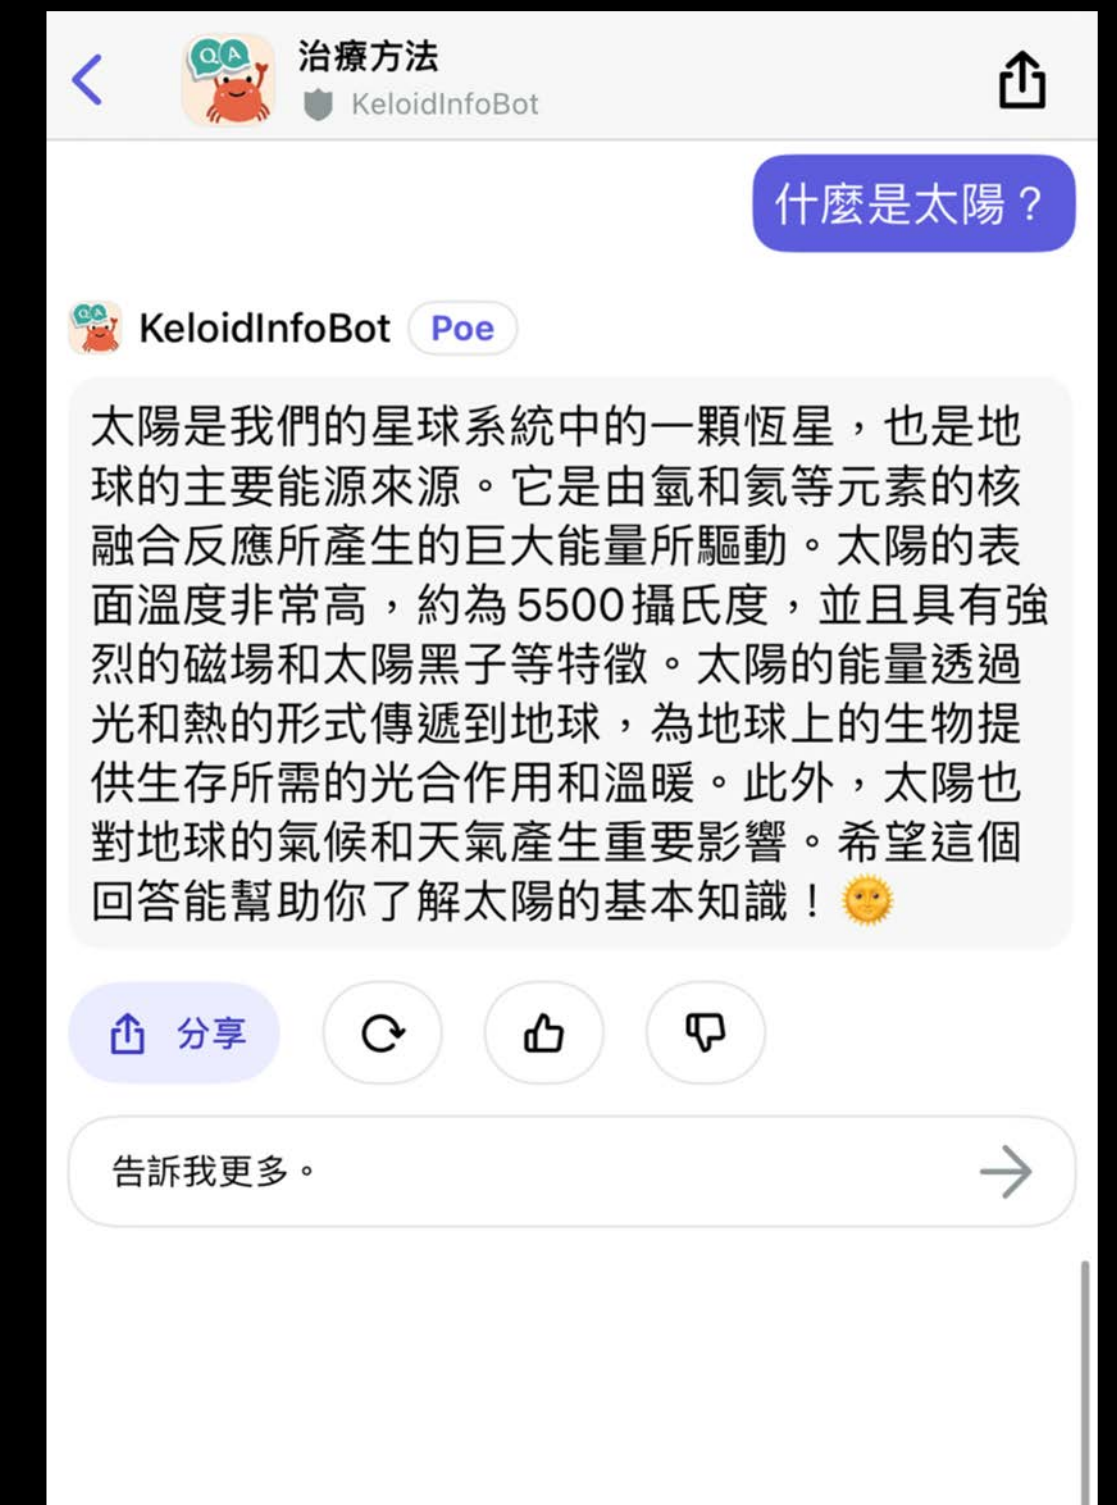 QA
治療方法
KeloidInfoBot
什麼是太陽？
QA
KeloidInfoBot Poe
太陽是我們的星球系統中的一顆恆星，也是地
球的主要能源來源。它是由氫和氦等元素的核
融合反應所產生的巨大能量所驅動。太陽的表
面溫度非常高，約為5500攝氏度，並且具有強
烈的磁場和太陽黑子等特徵。太陽的能量透過
光和熱的形式傳遞到地球，為地球上的生物提
供生存所需的光合作用和溫暖。此外，太陽也
對地球的氣候和天氣產生重要影響。希望這個
回答能幫助你了解太陽的基本知識！🌞
分享
告訴我更多。